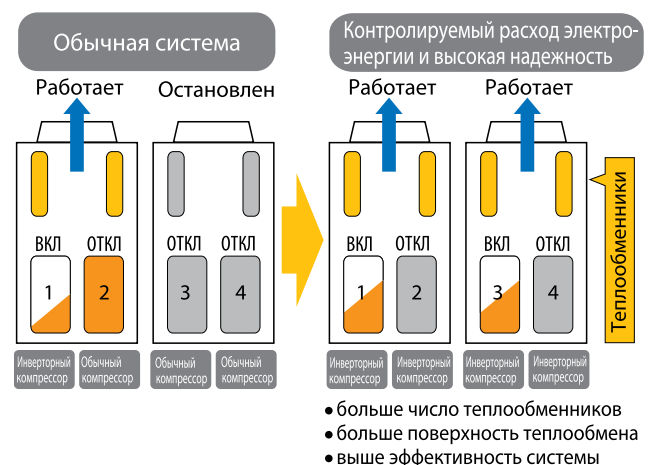 Обычная система
Контролируемый расход электро-
энергии и высокая надежность
Работает
Остановлен
Работает
Работает
Теплообменники
ВКЛ
ОТКЛ
ОТКЛ
ОТКЛ
ВКЛ
ОТКЛ
ВКЛ
ОТКЛ
1
2
3
4
1
2
3
4
Инверторный
компрессор
Обычный
компрессор
Обычный
компрессор
Обычный
компрессор
Инверторный
компрессор
Инверторный
компрессор
Инверторный
компрессор
Инверторный
компрессор
• больше число теплообменников
• больше поверхность теплообмена
• выше эффективность системы